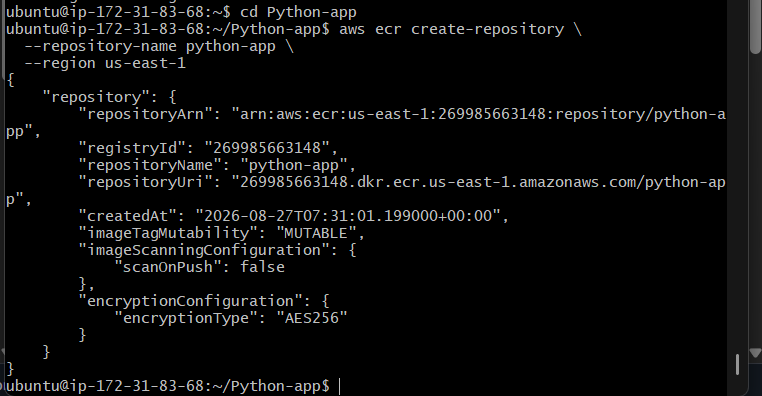 ubuntu@ip-172-31-83-68:~$ cd Python-app
ubuntu@ip-172-31-83-68:~/Python-app$ aws ecr create-repository \
  --repository-name python-app \
  --region us-east-1
{
    "repository": {
        "repositoryArn": "arn:aws:ecr:us-east-1:269985663148:repository/python-a
pp",
        "registryId": "269985663148",
        "repositoryName": "python-app",
        "repositoryUri": "269985663148.dkr.ecr.us-east-1.amazonaws.com/python-ap
p",
        "createdAt": "2026-08-27T07:31:01.199000+00:00",
        "imageTagMutability": "MUTABLE",
        "imageScanningConfiguration": {
            "scanOnPush": false
        },
        "encryptionConfiguration": {
            "encryptionType": "AES256"
        }
    }
}
ubuntu@ip-172-31-83-68:~/Python-app$